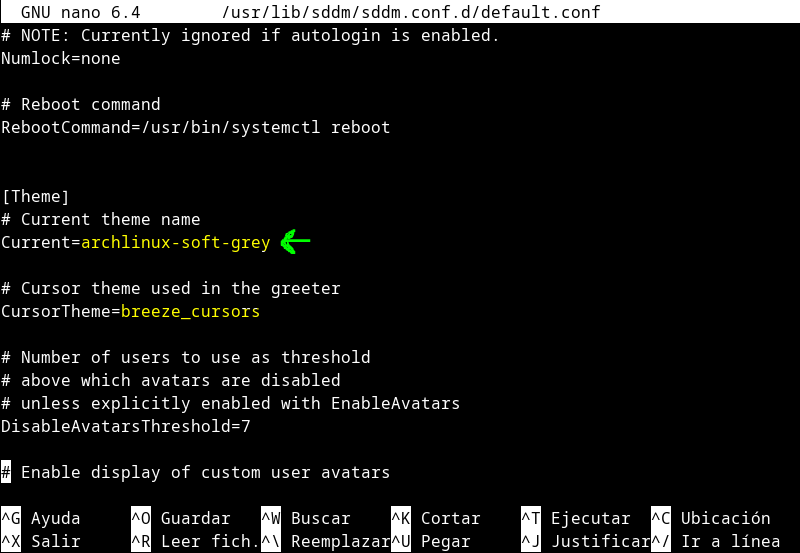 GNU nano 6.4 /usr/lib/sddm/sddm.conf.d/default.conf
# NOTE: Currently ignored if autologin is enabled.
Numlock=none
# Reboot command
RebootCommand=/usr/bin/systemctl reboot
[Theme]
# Current theme name
Current=archlinux-soft-grey
# Cursor theme used in the greeter
CursorTheme=breeze_cursors
# Number of users to use as threshold
# above which avatars are disabled
# unless explicitly enabled with EnableAvatars
DisableAvatarsThreshold=7
# Enable display of custom user avatars
^G Ayuda ^O Guardar ^W Buscar ^K Cortar ^T Ejecutar ^C Ubicación
^X Salir ^R Leer fich. ^\ Reemplazar ^U Pegar ^J Justificar ^/ Ir a línea